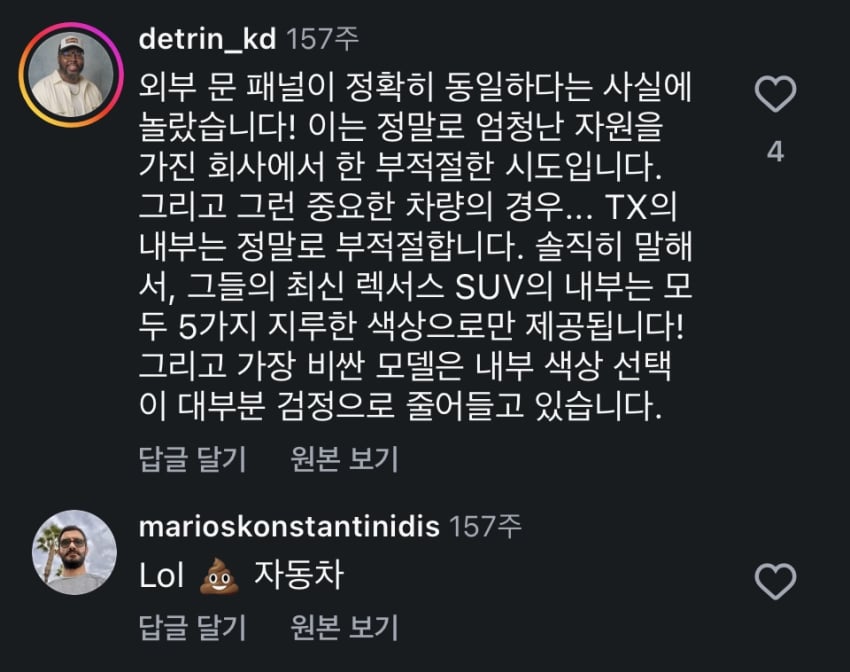 detrin_kd 157주
외부 문 패널이 정확히 동일하다는 사실에
놀랐습니다! 이는 정말로 엄청난 자원을
가진 회사에서 한 부적절한 시도입니다.
그리고 그런 중요한 차량의 경우... TX의
내부는 정말로 부적절합니다. 솔직히 말해
서, 그들의 최신 렉서스 SUV의 내부는 모
두 5가지 지루한 색상으로만 제공됩니다!
그리고 가장 비싼 모델은 내부 색상 선택
이 대부분 검정으로 줄어들고 있습니다.
4
답글 달기 원본 보기
marioskonstantinidis 157주
Lol 💩 자동차
답글 달기 원본 보기